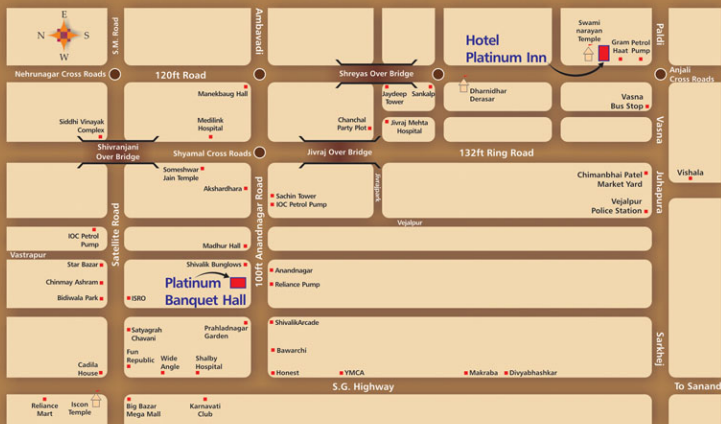 E
N
S
W
S.M. Road
Ambavadi
Paldi
Hotel
Platinum Inn
Swami
narayan
Temple
Gram
Haat
Petrol
Pump
Nehrunagar Cross Roads
120ft Road
Shreyas Over Bridge
Anjali
Cross Roads
Manekbaug Hall
Jaydeep
Tower
Sankalp
Dharnidhar
Derasar
Vasna
Bus Stop
Siddhi Vinayak
Complex
Medilink
Hospital
Chanchal
Party Plot
Jivraj Mehta
Hospital
Vasna
Shivranjani
Over Bridge
Shyamal Cross Roads
Jivraj Over Bridge
132ft Ring Road
Someshwar
Jain Temple
Akshardhara
Sachin Tower
IOC Petrol Pump
Jivrajpark
Chimanbhai Patel
Market Yard
Vejalpur
Police Station
Juhapura
Vishala
Satellite Road
100ft Anandnagar Road
Vejalpur
IOC Petrol
Pump
Madhur Hall
Vastrapur
Star Bazar
Chinmay Ashram
Bidiwala Park
ISRO
Shivalik Bunglows
Platinum
Banquet Hall
Anandnagar
Reliance Pump
Satyagrah
Chavani
Prahladnagar
Garden
ShivalikArcade
Sarkhej
Fun
Republic
Wide
Angle
Shalby
Hospital
Bawarchi
Cadila
House
Honest
YMCA
Makraba
Divyabhashkar
S.G. Highway
To Sanand
Reliance
Mart
Iscon
Temple
Big Bazar
Mega Mall
Karnavati
Club